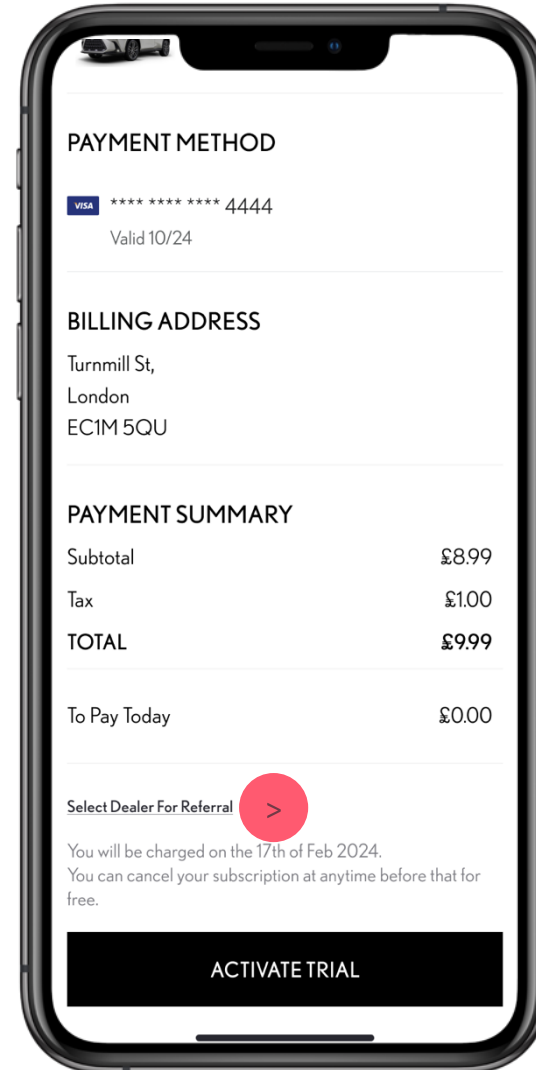 PAYMENT METHOD
VISA **** **** **** 4444
Valid 10/24
BILLING ADDRESS
Turnmill St,
London
EC1M 5QU
PAYMENT SUMMARY
Subtotal £8.99
Tax £1.00
TOTAL £9.99
To Pay Today £0.00
Select Dealer For Referral >
You will be charged on the 17th of Feb 2024.
You can cancel your subscription at anytime before that for
free.
ACTIVATE TRIAL